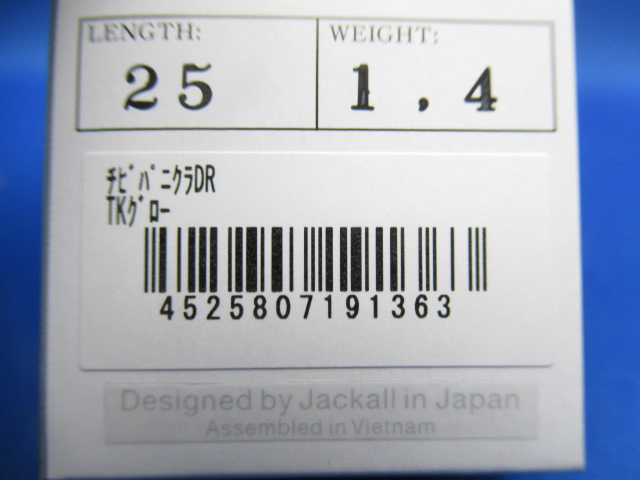 LENGTH: WEIGHT:
25 1,4
ﾁﾋﾞﾊﾟﾆｸﾗDR
TKｸﾞﾛｰ
4525807191363
Designed by Jackall in Japan
Assembled in Vietnam